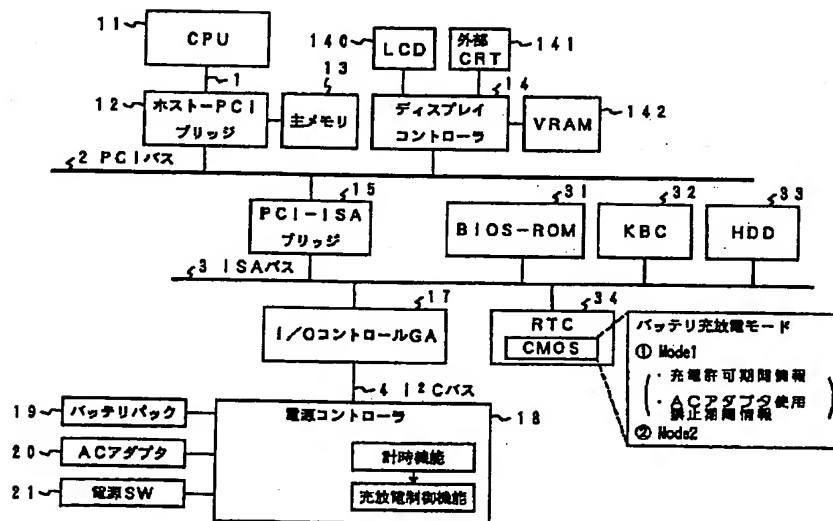 11
CPU
1
12
ホストーPCI
ブリッジ
13
主メモリ
140
LCD
外部
CRT
141
14
ディスプレイ
コントローラ
VRAM
142
2 PCIバス
15
PCI-ISA
ブリッジ
31
BIOS-ROM
32
KBC
33
HDD
3 ISAバス
17
I/OコントロールGA
34
RTC
CMOS
バッテリ充放電モード
① Mode1
・充電許可期間情報
・ACアダプタ使用
禁止期間情報
② Mode2
4 I²Cバス
19
バッテリパック
20
ACアダプタ
21
電源SW
電源コントローラ
18
計時機能
充放電制御機能